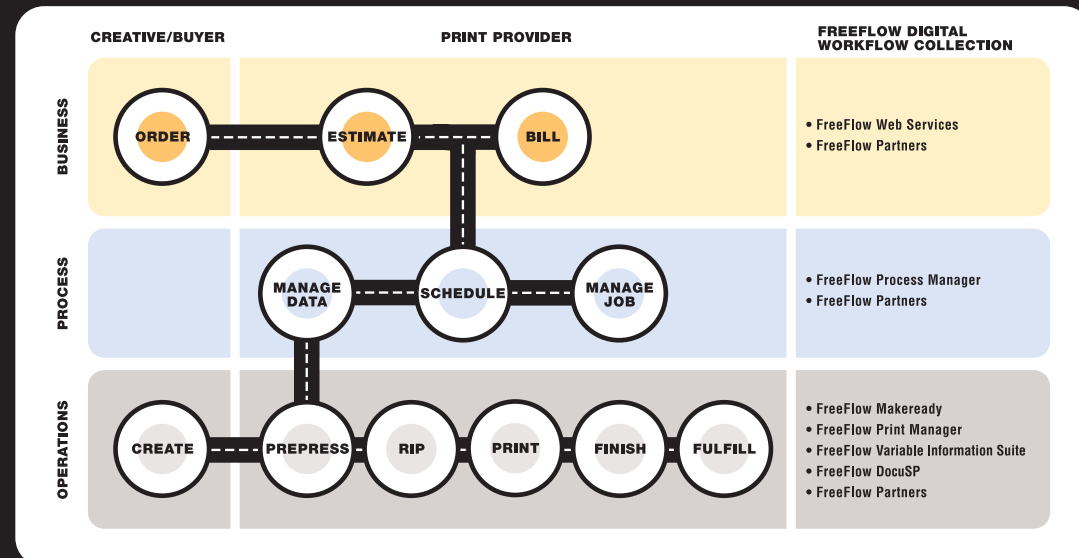 CREATIVE/BUYER
PRINT PROVIDER
FREEFLOW DIGITAL
WORKFLOW COLLECTION
BUSINESS
ORDER
ESTIMATE
BILL
• FreeFlow Web Services
• FreeFlow Partners
PROCESS
MANAGE
DATA
SCHEDULE
MANAGE
JOB
• FreeFlow Process Manager
• FreeFlow Partners
OPERATIONS
CREATE
PREPRESS
RIP
PRINT
FINISH
FULFILL
• FreeFlow Makeready
• FreeFlow Print Manager
• FreeFlow Variable Information Suite
• FreeFlow DocuSP
• FreeFlow Partners